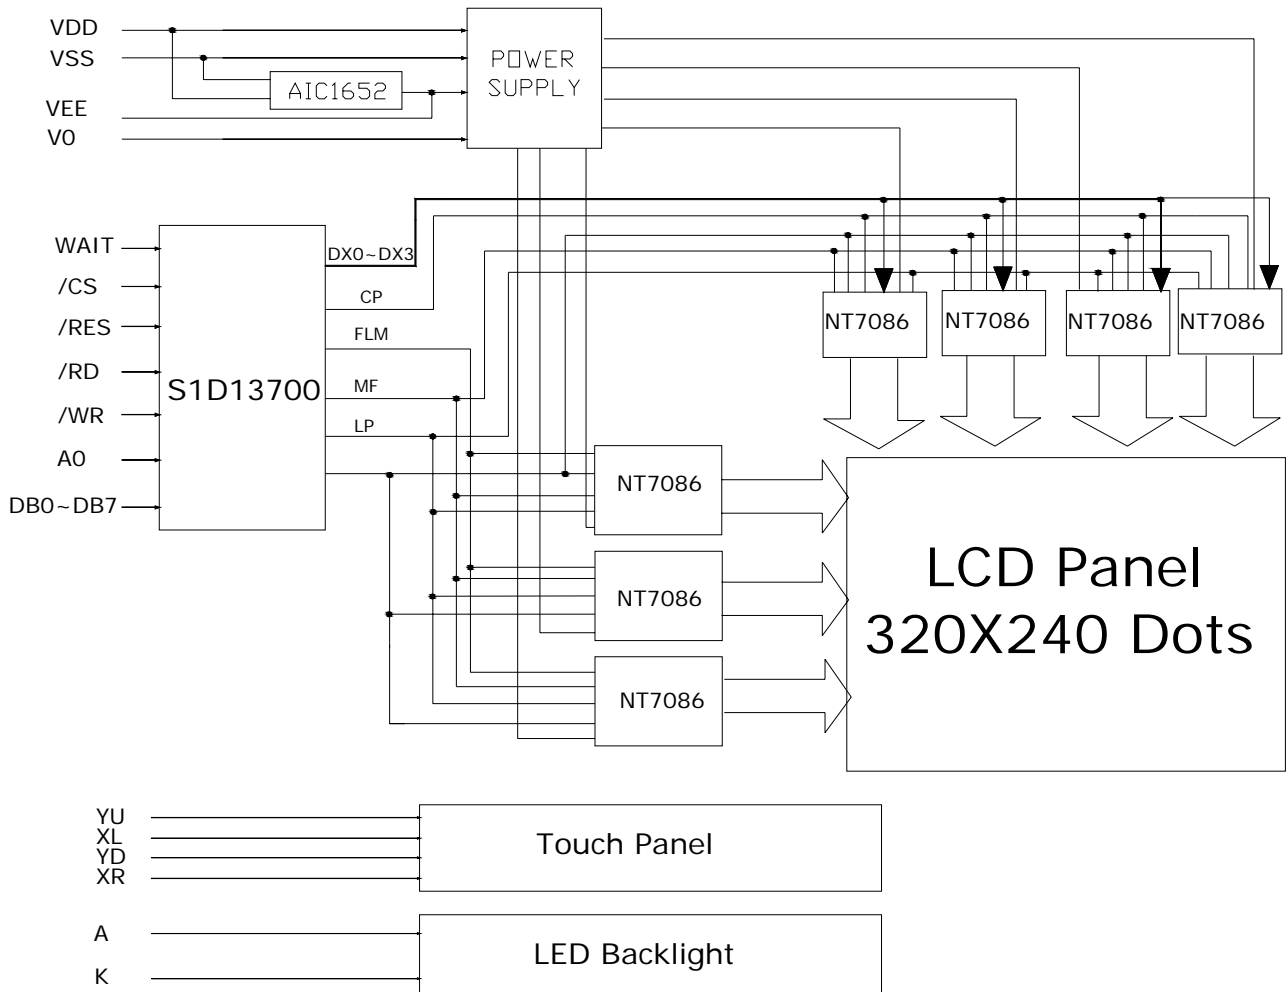 VDD
VSS
VEE
V0
AIC1652
POWER
SUPPLY
WAIT
/CS
/RES
/RD
/WR
A0
DB0~DB7
S1D13700
DX0~DX3
CP
FLM
MF
LP
NT7086
NT7086
NT7086
NT7086
NT7086
NT7086
NT7086
LCD Panel
320X240 Dots
YU
XL
YD
XR
Touch Panel
A
K
LED Backlight